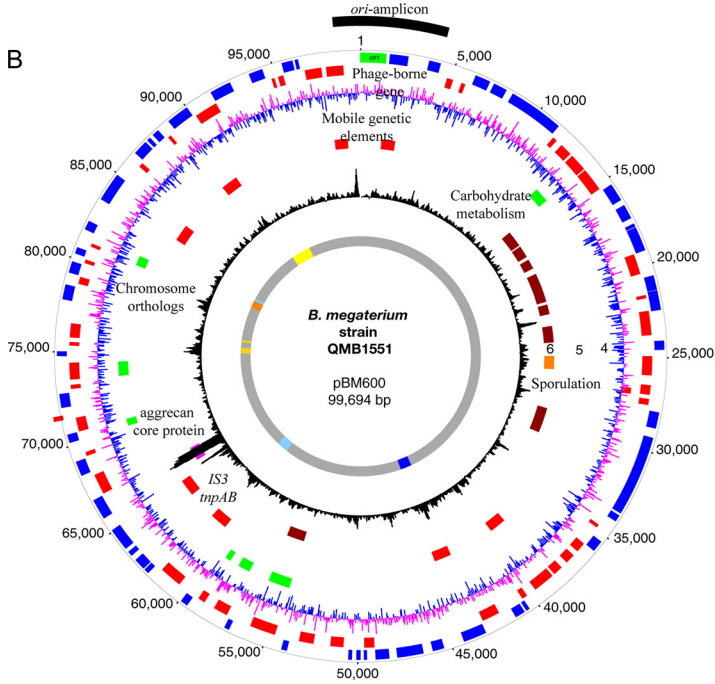 ori-amplicon
B
1
ori
95,000
5,000
Phage-borne
gene
90,000
10,000
Mobile genetic
elements
85,000
15,000
Carbohydrate
metabolism
80,000
20,000
Chromosome
orthologs
B. megaterium
strain
QMB1551
75,000
6 5 4
25,000
pBM600
99,694 bp
Sporulation
aggrecan
core protein
70,000
30,000
IS3
tnpAB
65,000
35,000
60,000
40,000
55,000
45,000
50,000